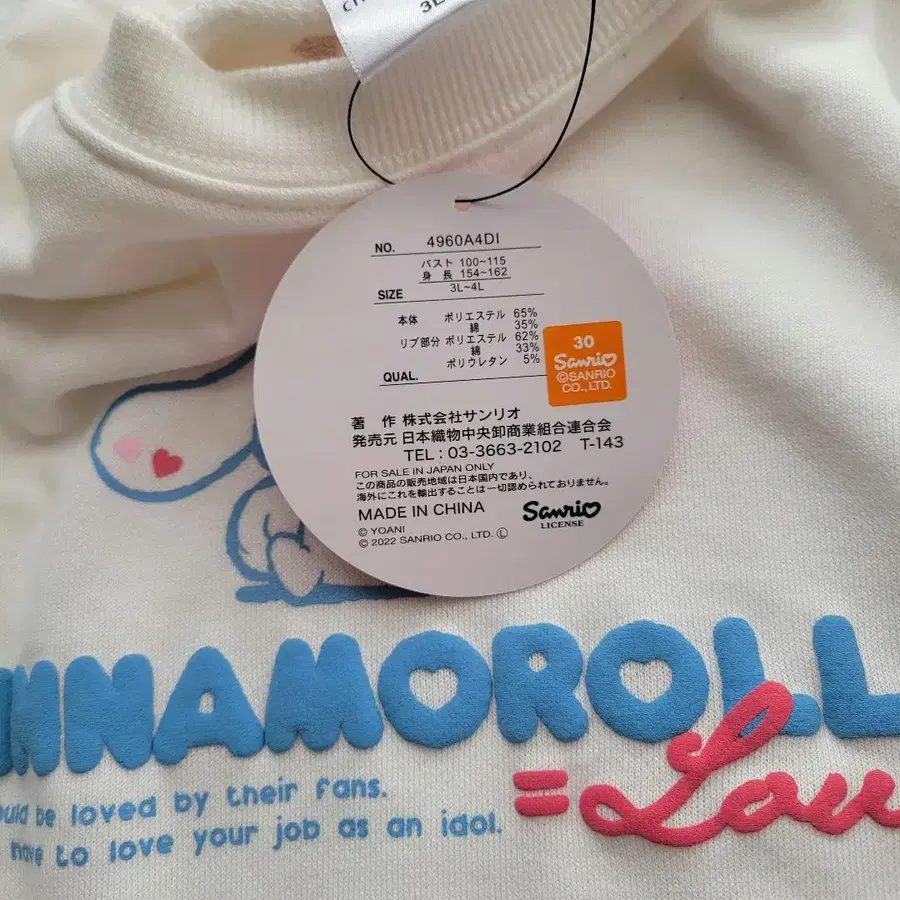 3L
NO. 4960A4DI
バスト 100~115
身 長 154~162
SIZE 3L~4L
本体 ポリエステル 65%
綿 35%
リブ部分 ポリエステル 62%
綿 33%
QUAL. ポリウレタン 5%
30
Sanrio
©SANRIO
CO., LTD.
著 作 株式会社サンリオ
発売元 日本織物中央卸商業組合連合会
TEL : 03-3663-2102 T-143
FOR SALE IN JAPAN ONLY
この商品の販売地域は日本国内であり、
海外にこれを輸出することは一切認められておりません。
MADE IN CHINA
© YOANI
© 2022 SANRIO CO., LTD. Ⓛ
Sanrio
LICENSE
NNAMOROLL
be loved by their fans.
= Lov
have to love your job as an idol.